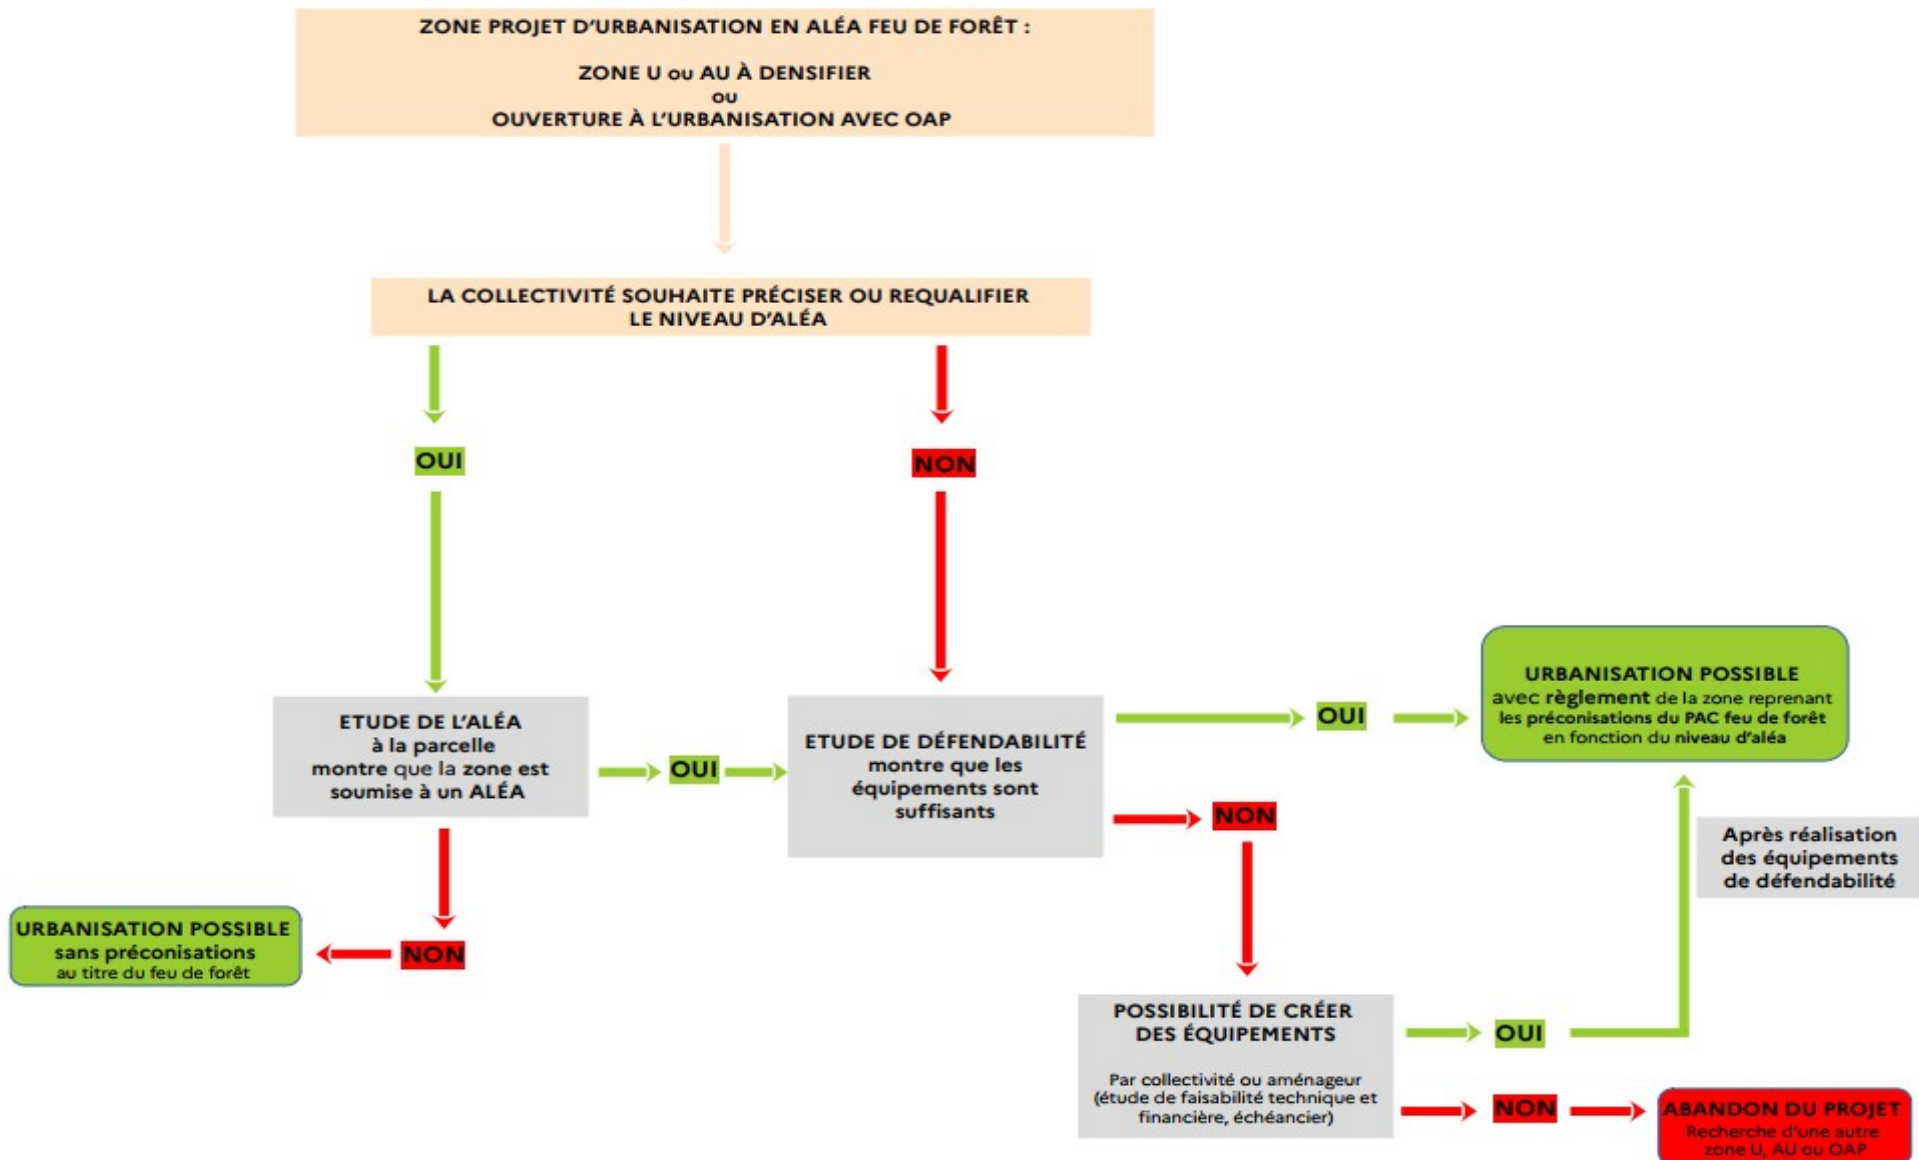 ZONE PROJET D'URBANISATION EN ALÉA FEU DE FORÊT :
ZONE U ou AU À DENSIFIER
ou
OUVERTURE À L'URBANISATION AVEC OAP
LA COLLECTIVITÉ SOUHAITE PRÉCISER OU REQUALIFIER
LE NIVEAU D'ALÉA
OUI
NON
ETUDE DE L'ALÉA
à la parcelle
montre que la zone est
soumise à un ALÉA
OUI
NON
URBANISATION POSSIBLE
sans préconisations
au titre du feu de forêt
ETUDE DE DÉFENDABILITÉ
montre que les
équipements sont
suffisants
OUI
URBANISATION POSSIBLE
avec règlement de la zone reprenant
les préconisations du PAC feu de forêt
en fonction du niveau d'aléa
NON
Après réalisation
des équipements
de défendabilité
POSSIBILITÉ DE CRÉER
DES ÉQUIPEMENTS
Par collectivité ou aménageur
(étude de faisabilité technique et
financière, échéancier)
OUI
NON
ABANDON DU PROJET
Recherche d'une autre
zone U, AU ou OAP